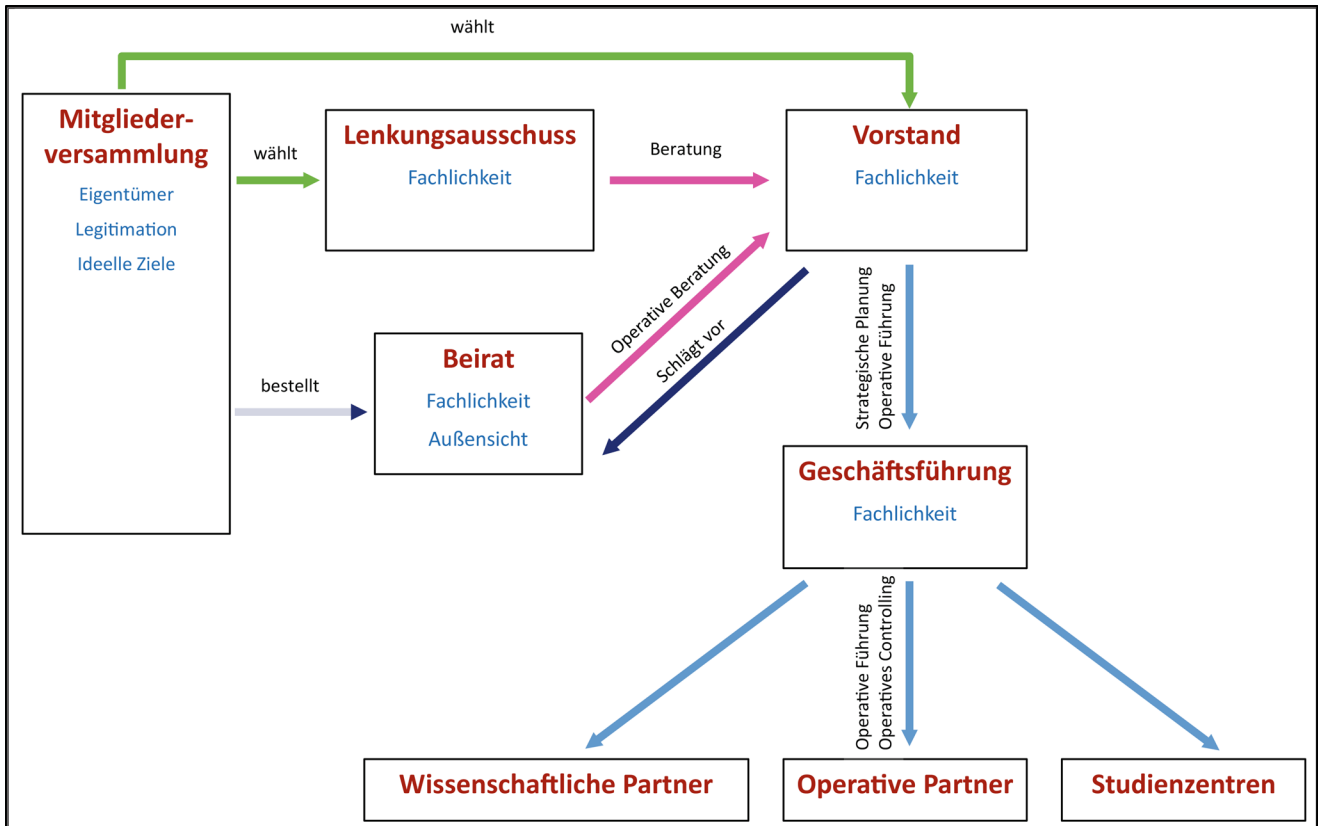 wählt
Mitglieder-
versammlung
Eigentümer
Legitimation
Ideelle Ziele
wählt
Lenkungsausschuss
Fachlichkeit
Beratung
Vorstand
Fachlichkeit
bestellt
Beirat
Fachlichkeit
Außensicht
Operative Beratung
Schlägt vor
Strategische Planung
Operative Führung
Geschäftsführung
Fachlichkeit
Operative Führung
Operatives Controlling
Wissenschaftliche Partner
Operative Partner
Studienzentren